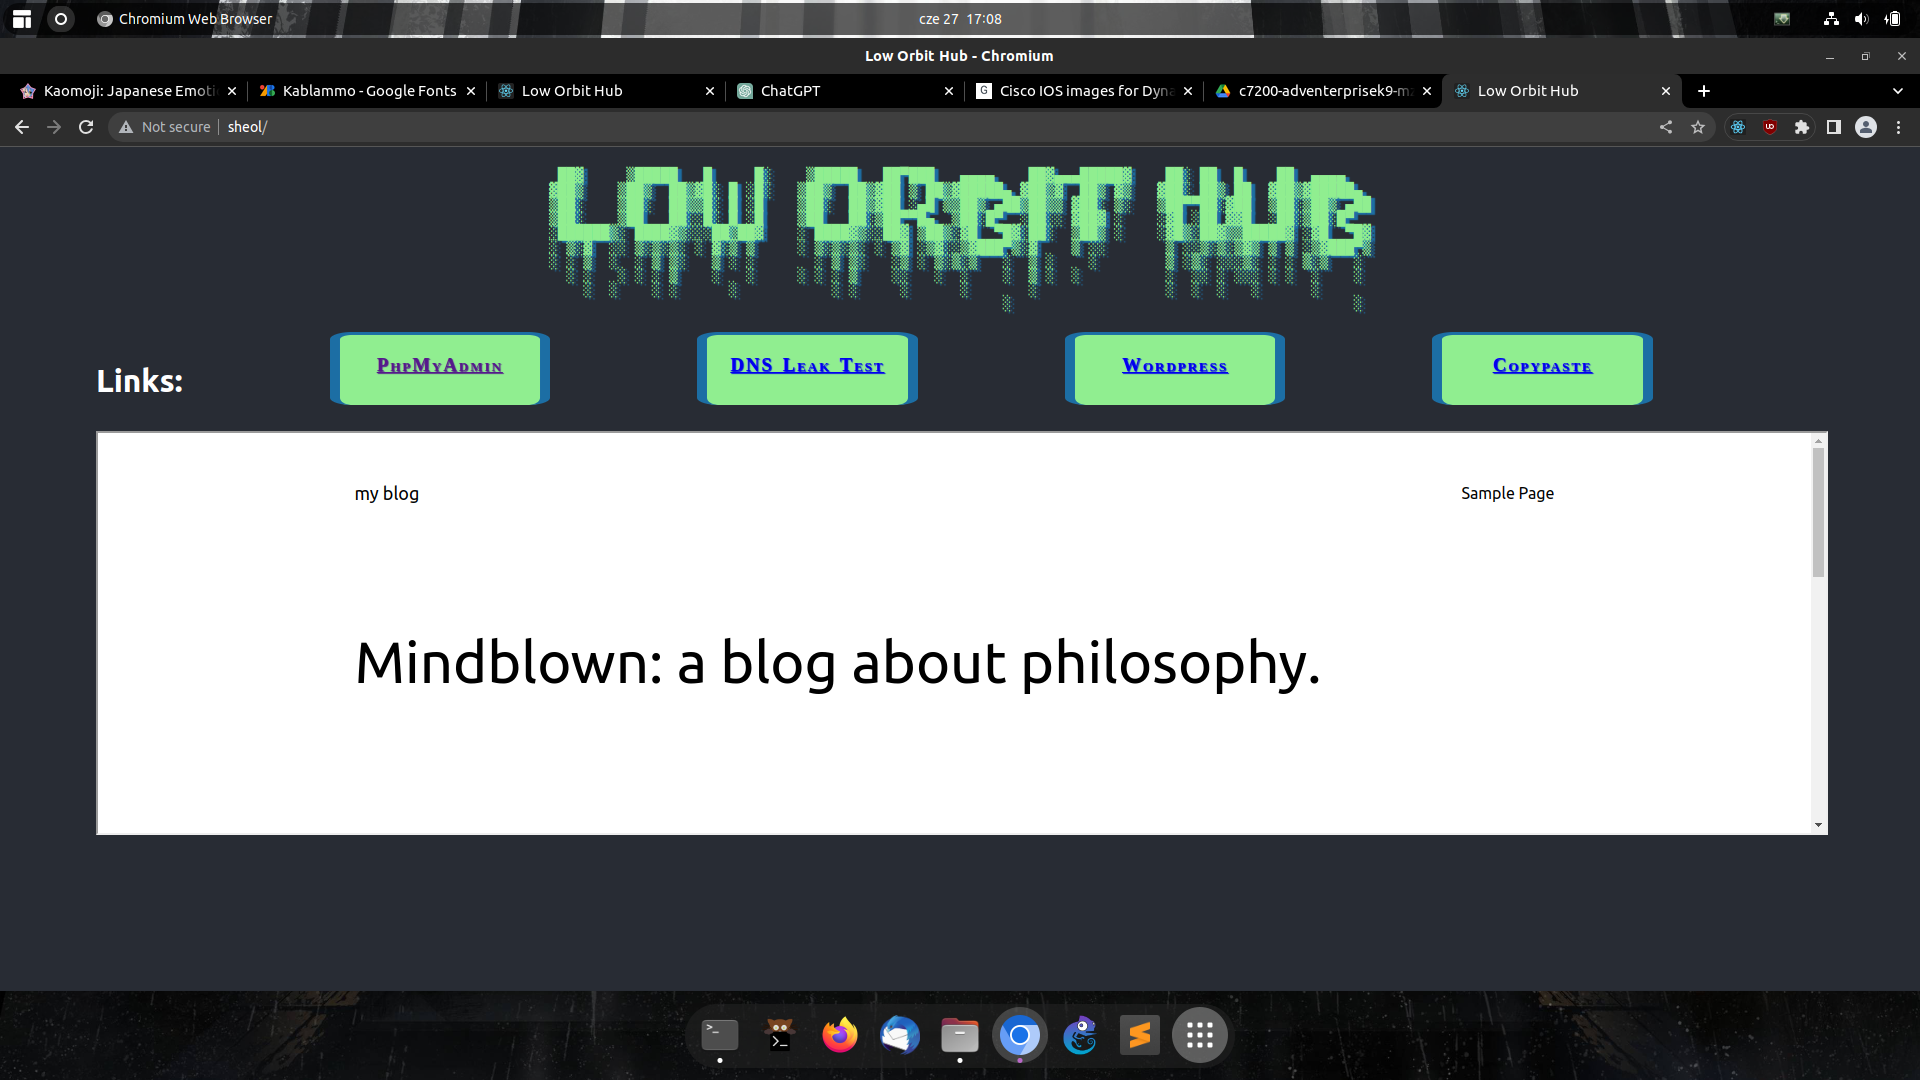 Chromium Web Browser
cze 27 17:08
Low Orbit Hub - Chromium
Kaomoji: Japanese Emoti
Kablammo - Google Fonts
Low Orbit Hub
ChatGPT
Cisco IOS images for Dyna
c7200-adventerprisek9-m
Low Orbit Hub
Not secure
sheol/
LOW ORBIT HUB
Links:
PhpMyAdmin
DNS Leak Test
Wordpress
Copypaste
my blog
Sample Page
Mindblown: a blog about philosophy.